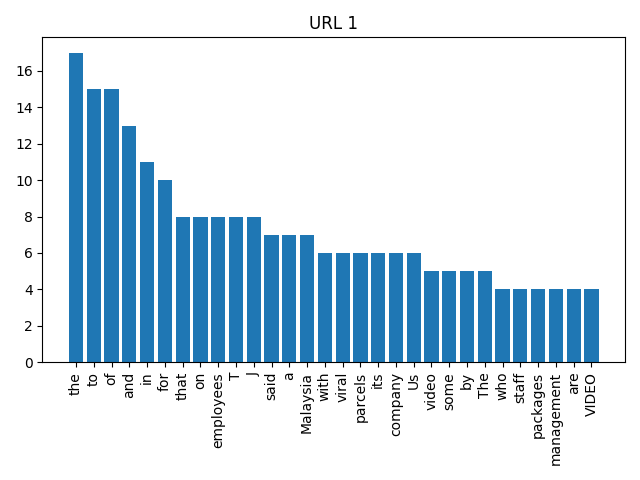 URL 1
16
14
12
10
8
6
4
2
0
the
to
of
and
in
for
that
on
employees
T
J
said
a
Malaysia
with
viral
parcels
its
company
Us
video
some
by
The
who
staff
packages
management
are
VIDEO